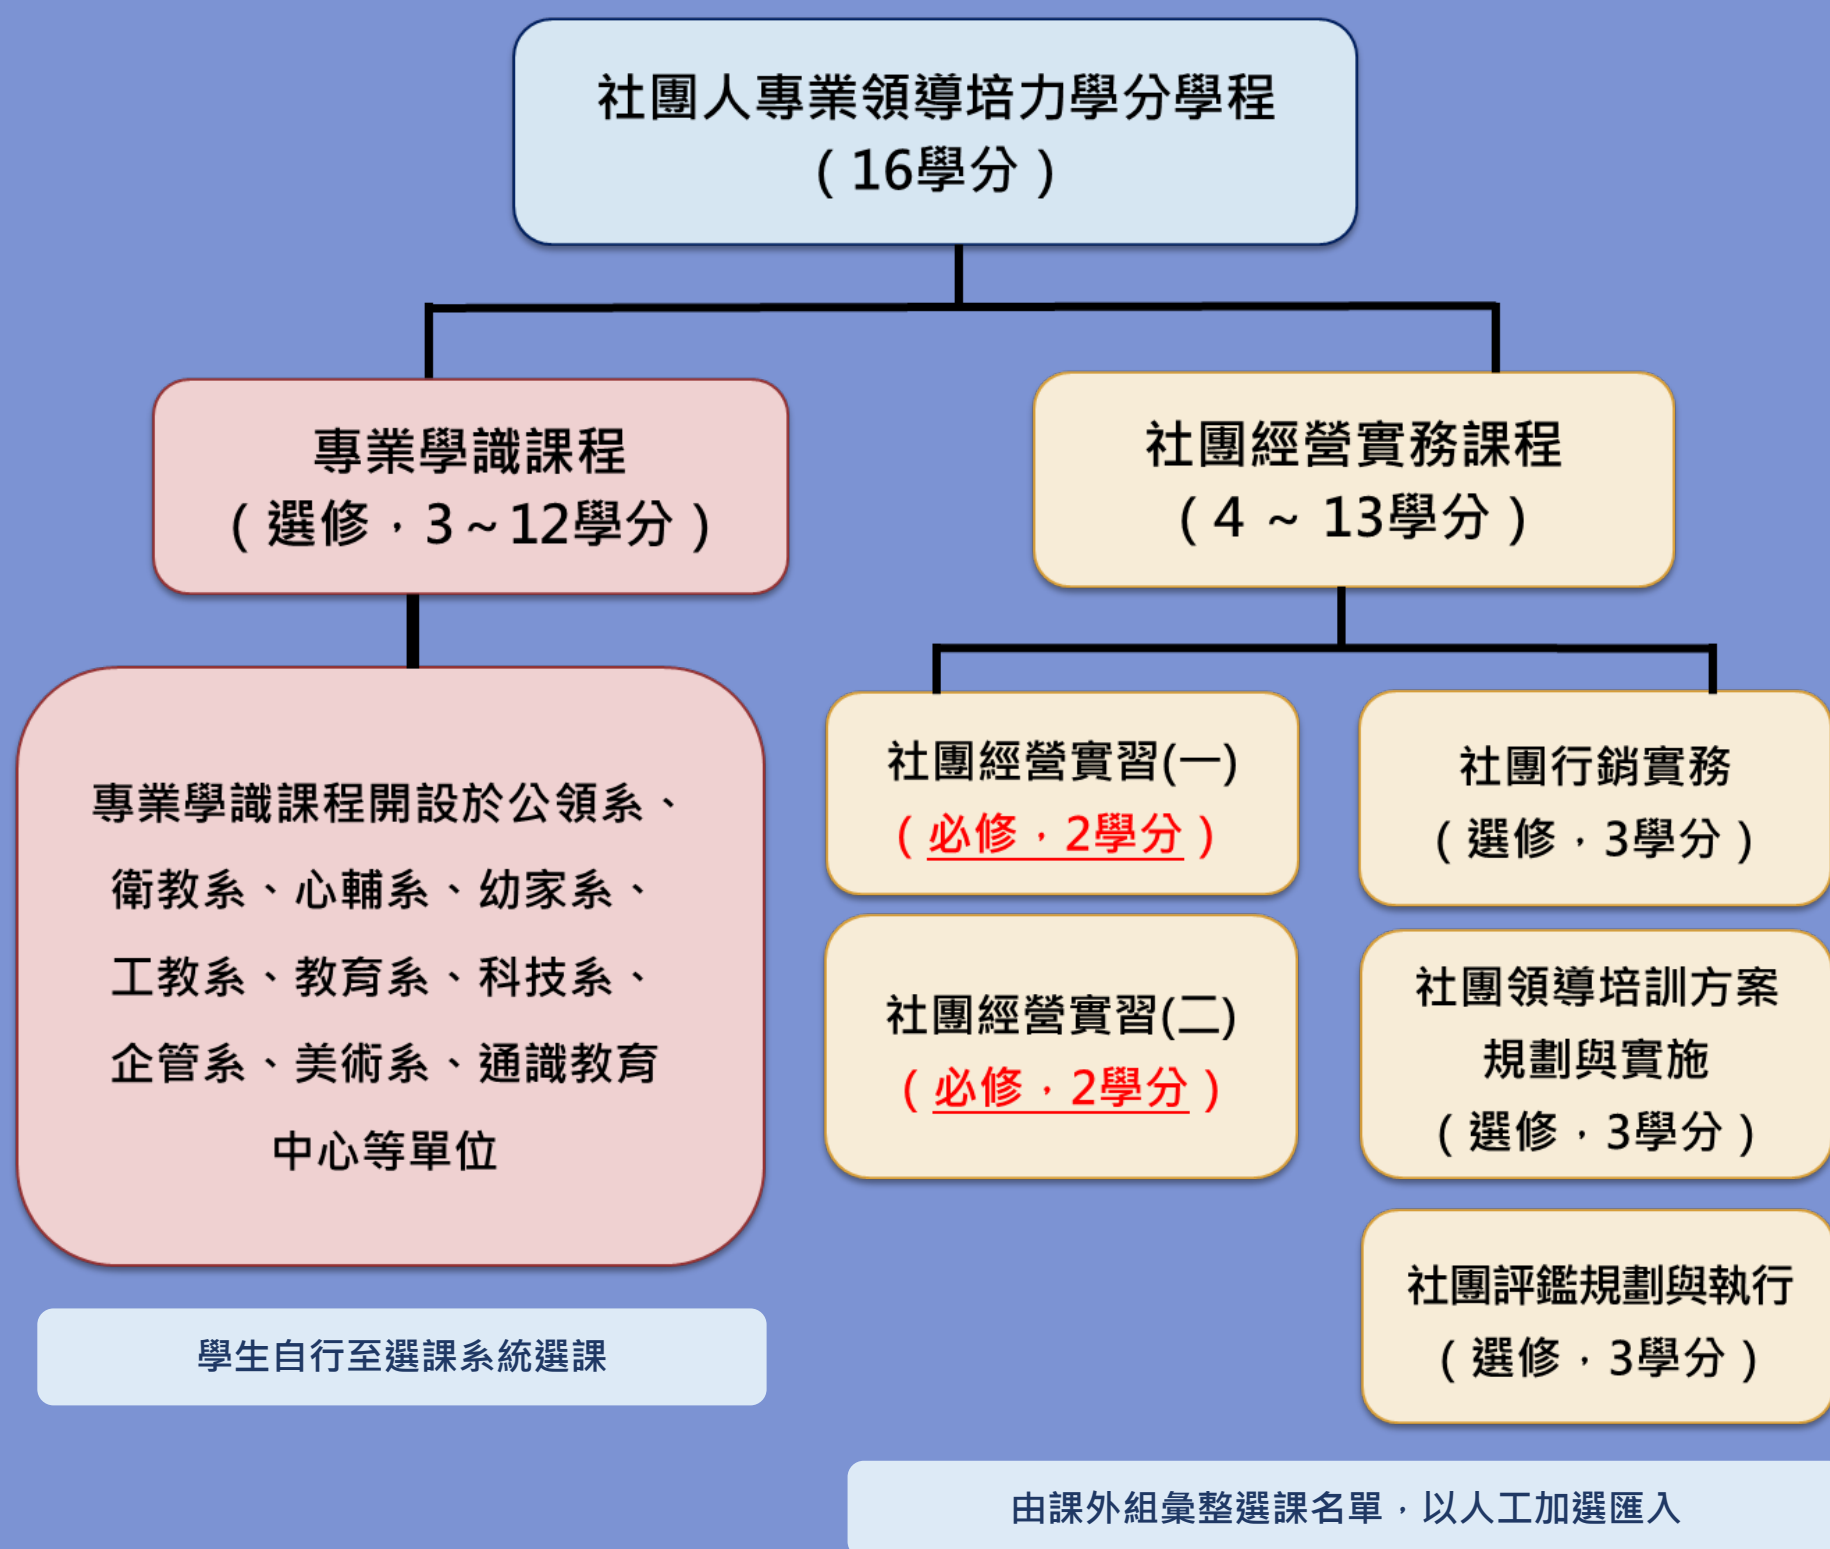 社團人專業領導培力學分學程
（16學分）
專業學識課程
（選修，3～12學分）
專業學識課程開設於公領系、
衛教系、心輔系、幼家系、
工教系、教育系、科技系、
企管系、美術系、通識教育
中心等單位
學生自行至選課系統選課
社團經營實務課程
（4 ~ 13學分）
社團經營實習(一)
（必修，2學分）
社團經營實習(二)
（必修，2學分）
社團行銷實務
（選修，3學分）
社團領導培訓方案
規劃與實施
（選修，3學分）
社團評鑑規劃與執行
（選修，3學分）
由課外組彙整選課名單，以人工加選匯入